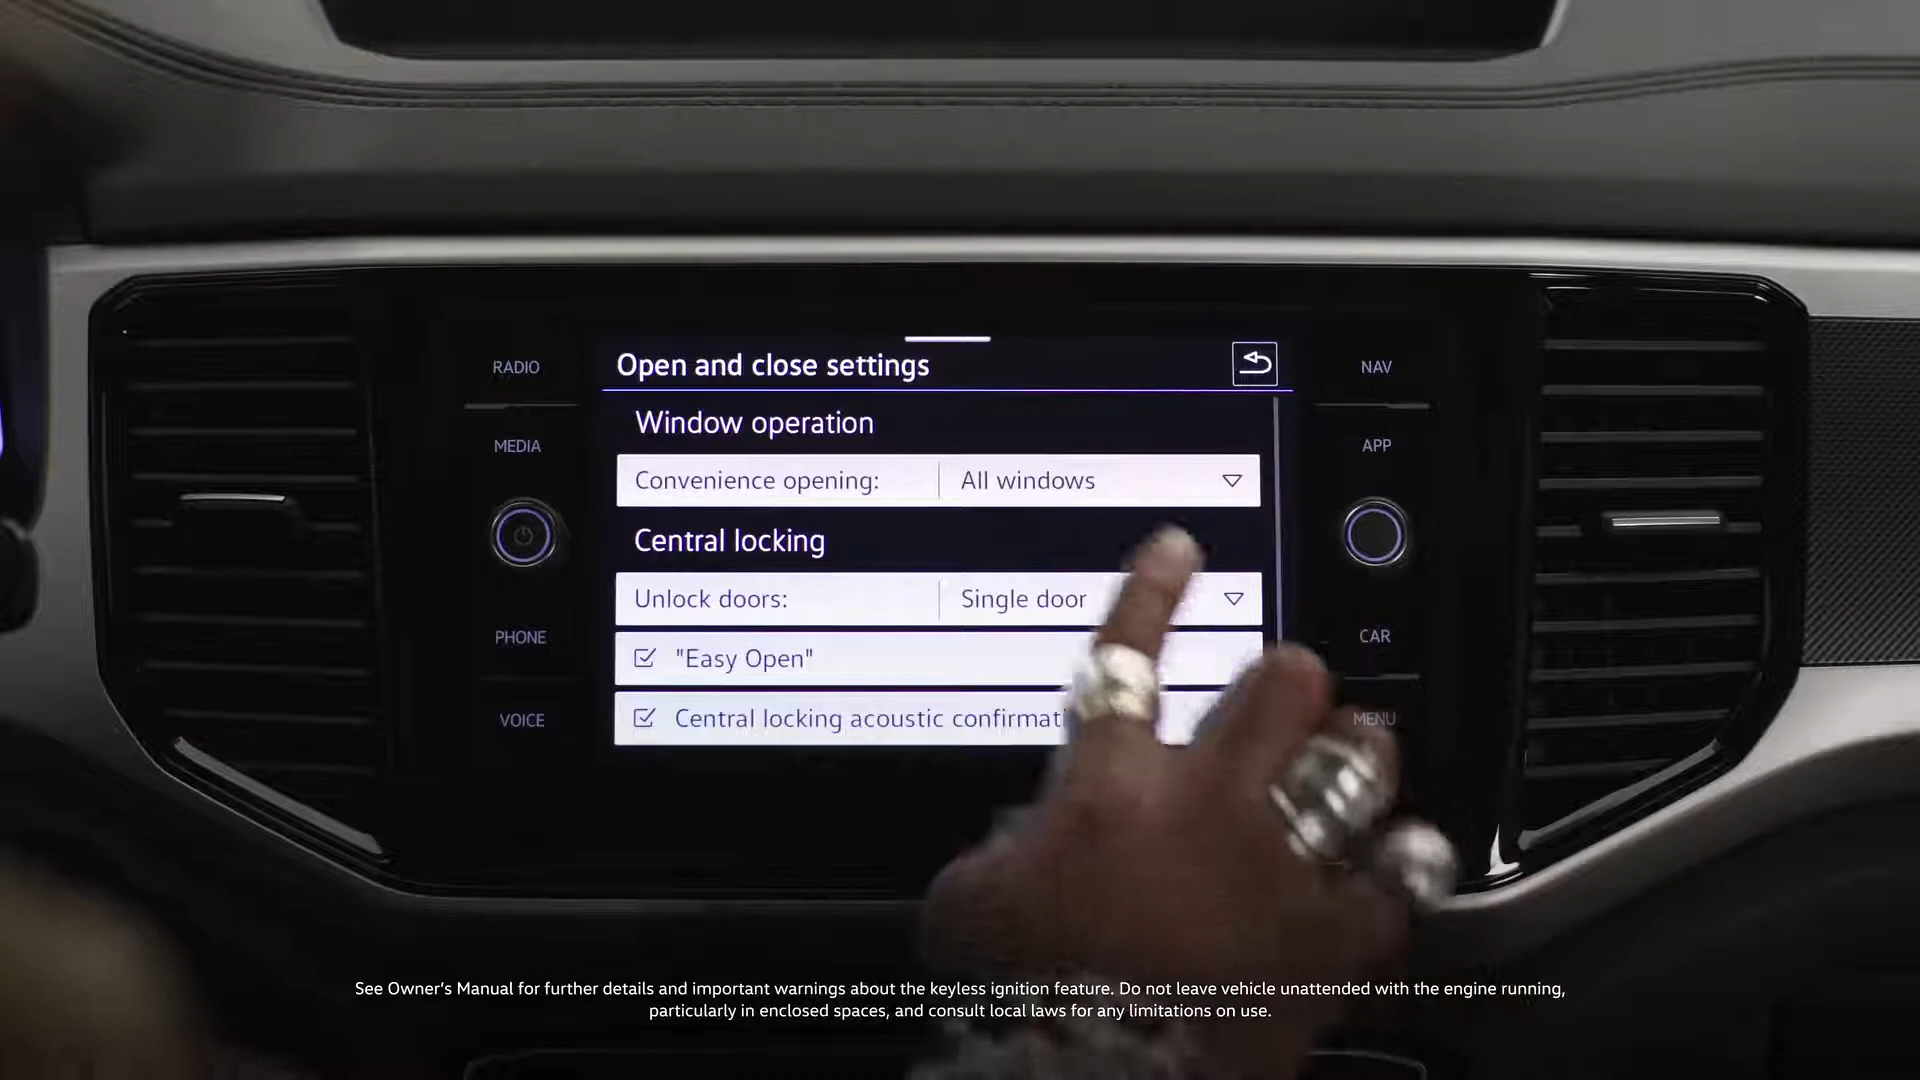 RADIO
MEDIA
PHONE
VOICE
Open and close settings
Window operation
Convenience opening: All windows
Central locking
Unlock doors: Single door
"Easy Open"
Central locking acoustic
NAV
APP
CAR
MENU
See Owner's Manual for further details and important warnings about the keyless ignition feature. Do not leave vehicle unattended with the engine running,
particularly in enclosed spaces, and consult local laws for any limitations on use.